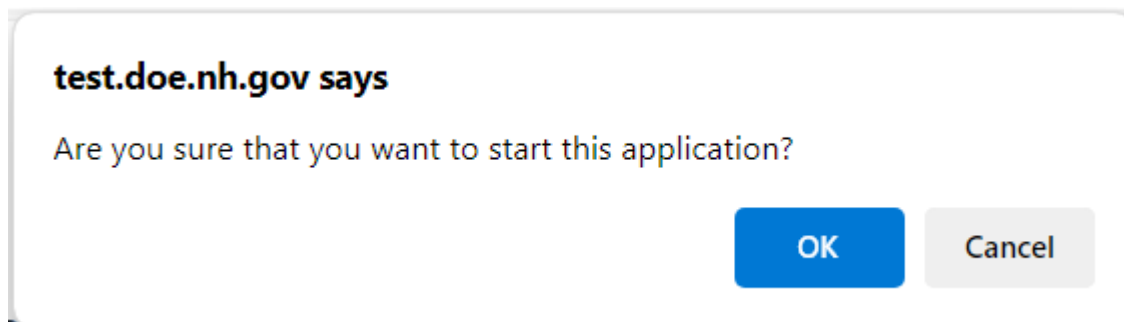 test.doe.nh.gov says
Are you sure that you want to start this application?
OK
Cancel